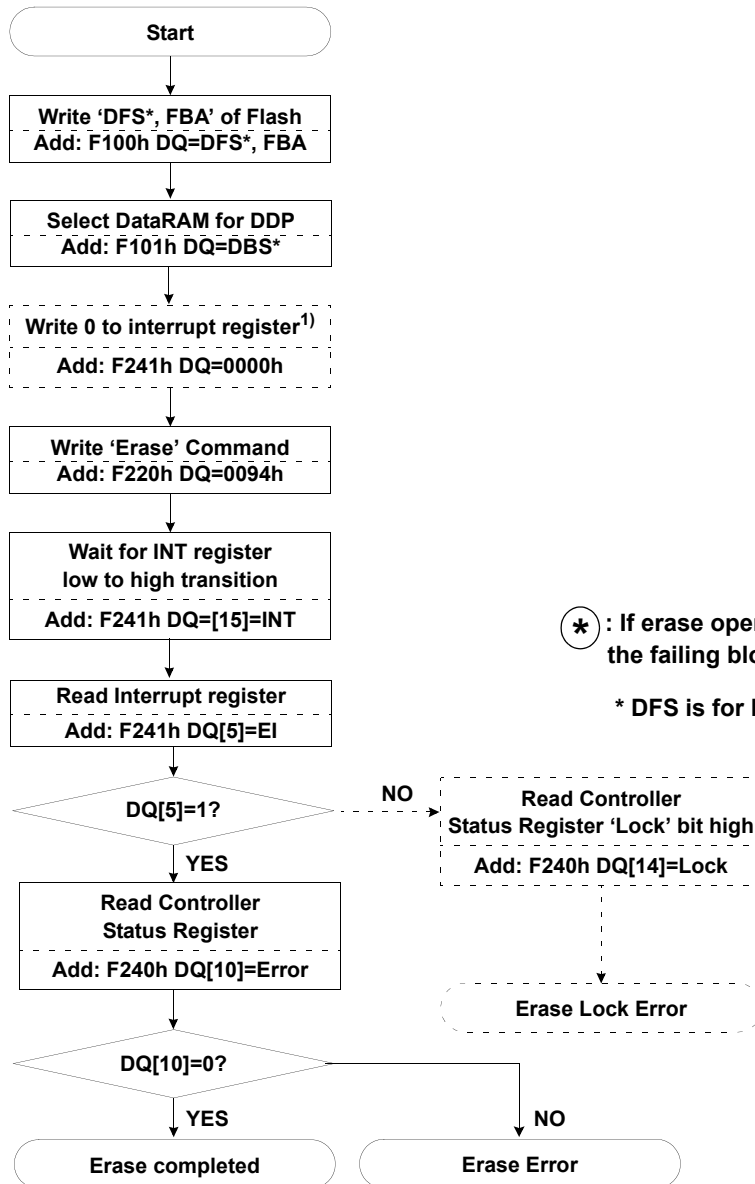 Start
Write ‘DFS*, FBA’ of Flash
Add: F100h DQ=DFS*, FBA
Select DataRAM for DDP
Add: F101h DQ=DBS*
Write 0 to interrupt register1)
Add: F241h DQ=0000h
Write ‘Erase’ Command
Add: F220h DQ=0094h
Wait for INT register
low to high transition
Add: F241h DQ=[15]=INT
* : If erase oper
the failing blo
* DFS is for
Read Interrupt register
Add: F241h DQ[5]=EI
DQ[5]=1?
NO
Read Controller
Status Register ‘Lock’ bit high
Add: F240h DQ[14]=Lock
Erase Lock Error
YES
Read Controller
Status Register
Add: F240h DQ[10]=Error
DQ[10]=0?
YES
NO
Erase completed
Erase Error